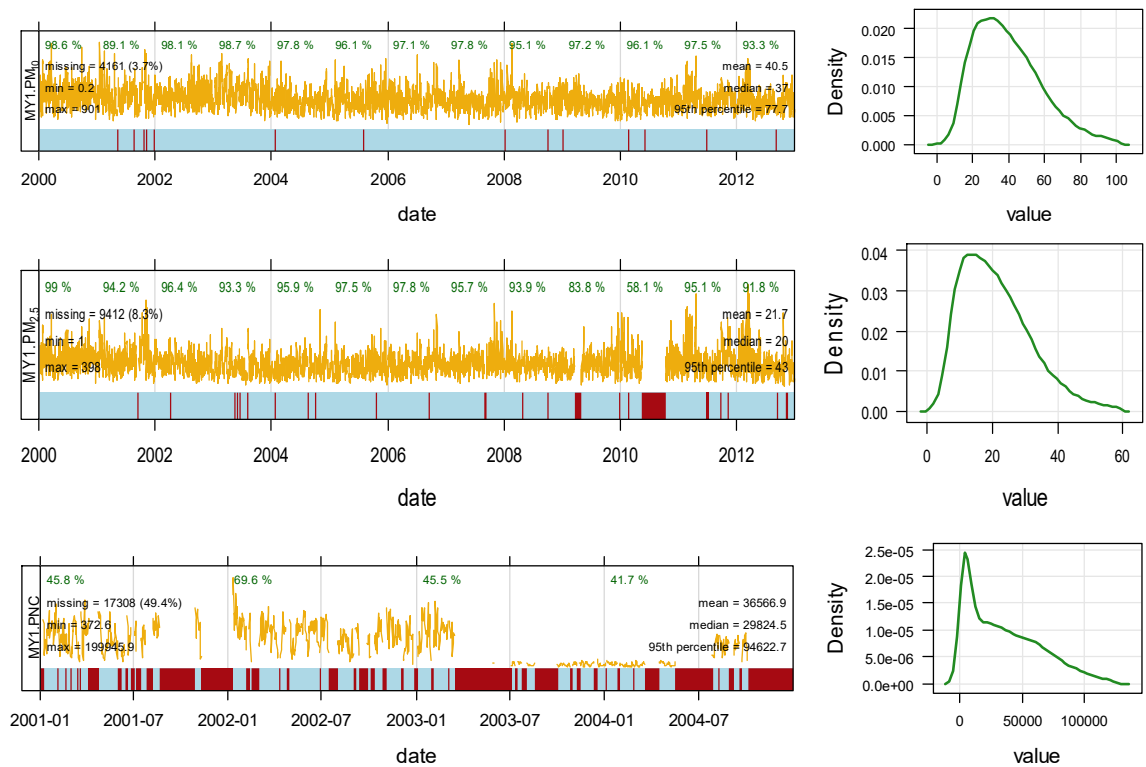 98.6 % 89.1 % 98.1 % 98.7 % 97.8 % 96.1 % 97.1 % 97.8 % 95.1 % 97.2 % 96.1 % 97.5 % 93.3 %
missing = 4161 (3.7%)
min = 0.2
max = 901
mean = 40.5
median = 37
95th percentile = 77.7
MY1.PM10
2000 2002 2004 2006 2008 2010 2012
date
Density
0.020
0.015
0.010
0.005
0.000
0 20 40 60 80 100
value
99 % 94.2 % 96.4 % 93.3 % 95.9 % 97.5 % 97.8 % 95.7 % 93.9 % 83.8 % 58.1 % 95.1 % 91.8 %
missing = 9412 (8.3%)
min = 1
max = 398
mean = 21.7
median = 20
95th percentile = 43
MY1.PM2.5
2000 2002 2004 2006 2008 2010 2012
date
Density
0.04
0.03
0.02
0.01
0.00
0 20 40 60
value
45.8 % 69.6 % 45.5 % 41.7 %
missing = 17308 (49.4%)
min = 372.6
max = 199945.9
mean = 36566.9
median = 29824.5
95th percentile = 94622.7
MY1.PNC
2001-01 2001-07 2002-01 2002-07 2003-01 2003-07 2004-01 2004-07
date
Density
2.5e-05
2.0e-05
1.5e-05
1.0e-05
5.0e-06
0.0e+00
0 50000 100000
value